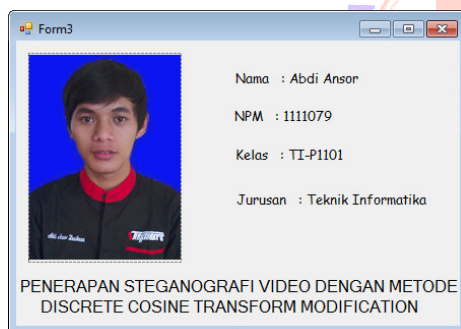 Form3
Nama : Abdi Ansor
NPM : 1111079
Kelas : TI-P1101
Jurusan : Teknik Informatika
PENERAPAN STEGANOGRAFI VIDEO DENGAN METODE
DISCRETE COSINE TRANSFORM MODIFICATION